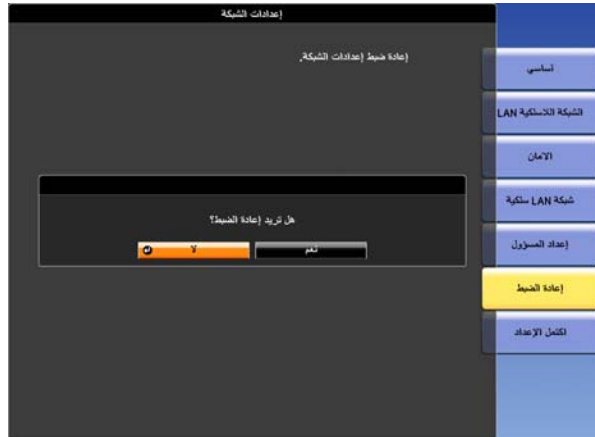 إعدادات الشبكة
إعادة ضبط إعدادات الشبكة.
أساسي
الشبكة اللاسلكية LAN
الأمان
شبكة LAN سلكية
إعداد المسؤول
إعادة الضبط
اكتمل الإعداد
هل تريد إعادة الضبط؟
نعم
لا